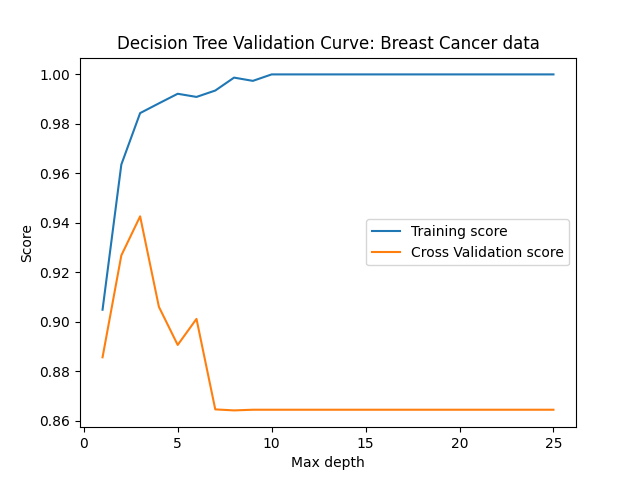 Decision Tree Validation Curve: Breast Cancer data
1.00
0.98
0.96
0.94
0.92
0.90
0.88
0.86
Score
Training score
Cross Validation score
0
5
10
15
20
25
Max depth